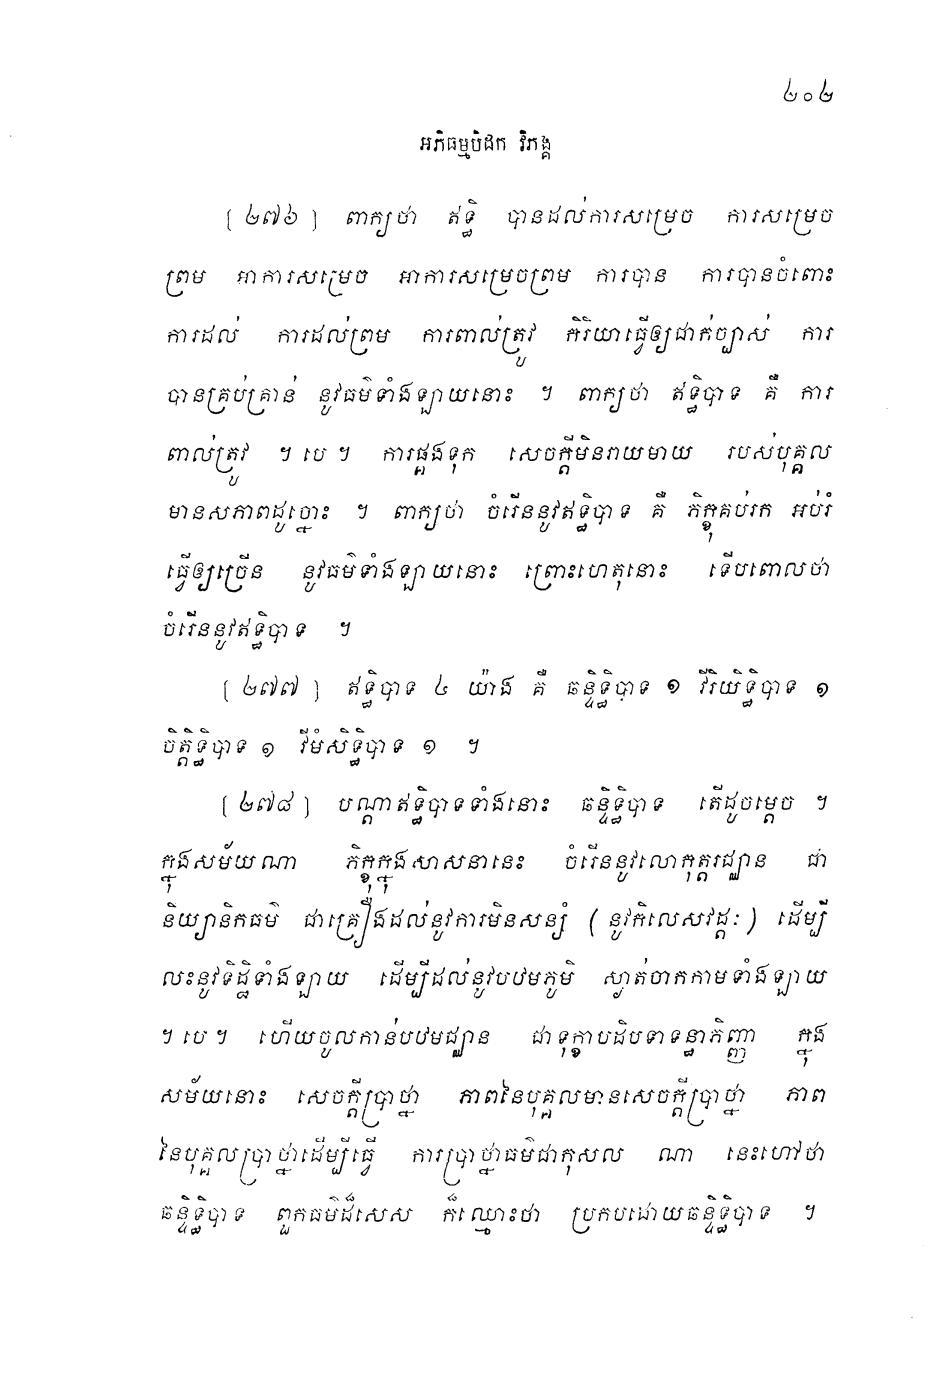 ២០២
អភិធម្មបិដក វិភង្គ
[ ២៧៦ ] ពាក្យថា ឥទ្ធិ បានដល់ការសម្រេច ការសម្រេច
ព្រម អាការសម្រេច អាការសម្រេចព្រម ការបាន ការបានចំពោះ
ការដល់ ការដល់ព្រម ការពាល់ត្រូវ កិរិយាធ្វើឲ្យជាក់ច្បាស់ ការ
បានគ្រប់គ្រាន់ នូវធម៌ទាំងឡាយនោះ ។ ពាក្យថា ឥទ្ធិបាទ គឺ ការ
ពាល់ត្រូវ ។ បេ ។ ការផ្គងទុក សេចក្តីមិនរាយមាយ របស់បុគ្គល
មានសភាពដូច្នោះ ។ ពាក្យថា ចំរើននូវឥទ្ធិបាទ គឺ ភិក្ខុគប់រក អប់រំ
ធ្វើឲ្យច្រើន នូវធម៌ទាំងឡាយនោះ ព្រោះហេតុនោះ ទើបពោលថា
ចំរើននូវឥទ្ធិបាទ ។
[ ២៧៧ ] ឥទ្ធិបាទ ៤ យ៉ាង គឺ ឆន្ទិទ្ធិបាទ ១ វីរិយិទ្ធិបាទ ១
ចិត្តិទ្ធិបាទ ១ វីមំសិទ្ធិបាទ ១ ។
[ ២៧៨ ] បណ្តាឥទ្ធិបាទទាំងនោះ ឆន្ទិទ្ធិបាទ តើដូចម្តេច ។
ក្នុងសម័យណា ភិក្ខុក្នុងសាសនានេះ ចំរើននូវលោកុត្តរជ្ឈាន ជា
និយ្យានិកធម៌ ជាគ្រឿងដល់នូវការមិនសន្សំ ( នូវកិលេសវដ្តៈ ) ដើម្បី
លះនូវទិដ្ឋិទាំងឡាយ ដើម្បីដល់នូវបឋមភូមិ ស្ងាត់ចាកកាមទាំងឡាយ
។ បេ ។ ហើយចូលកាន់បឋមជ្ឈាន ជាទុក្ខាបដិបទាទន្ធាភិញ្ញា ក្នុង
សម័យនោះ សេចក្តីប្រាថ្នា ភាពនៃបុគ្គលមានសេចក្តីប្រាថ្នា ភាព
នៃបុគ្គលប្រាថ្នាដើម្បីធ្វើ ការប្រាថ្នាធម៌ជាកុសល ណា នេះហៅថា
ឆន្ទិទ្ធិបាទ ពួកធម៌ដ៏សេស ក៏ឈ្មោះថា ប្រកបដោយឆន្ទិទ្ធិបាទ ។